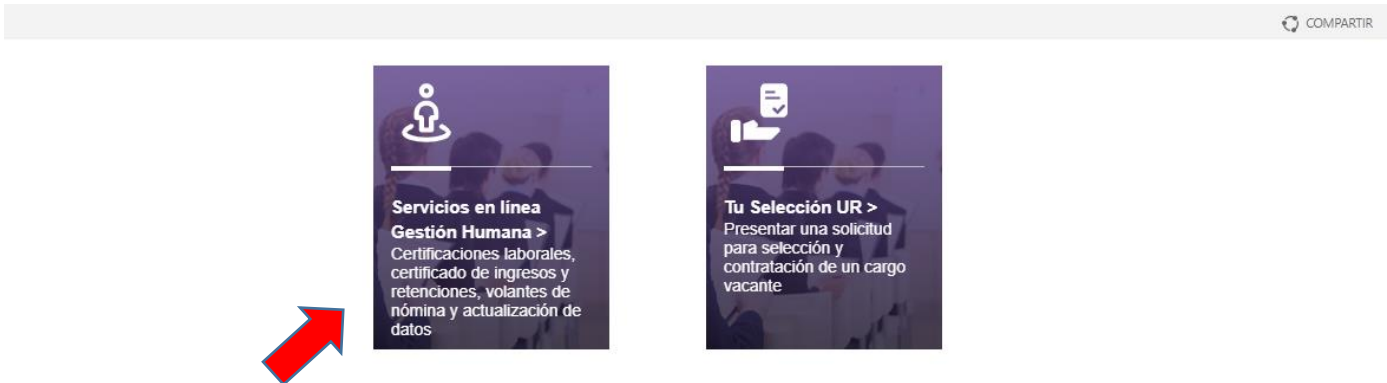 COMPARTIR
Servicios en línea
Gestión Humana >
Certificaciones laborales,
certificado de ingresos y
retenciones, volantes de
nómina y actualización de
datos
Tu Selección UR >
Presentar una solicitud
para selección y
contratación de un cargo
vacante